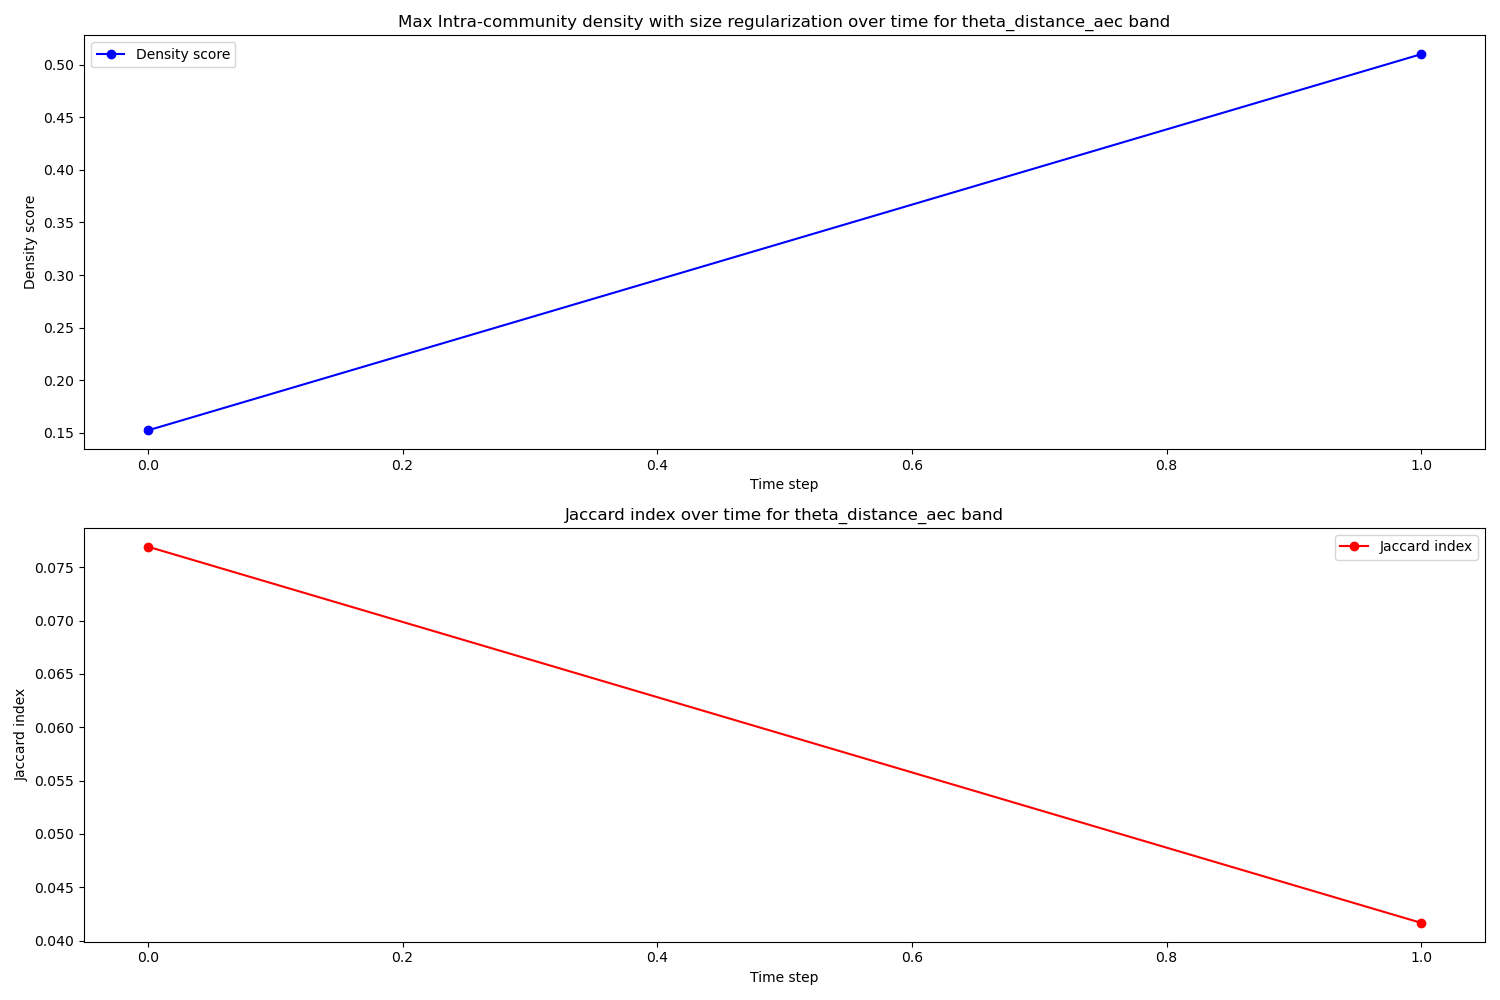 Max Intra-community density with size regularization over time for theta_distance_aec band
Density score
0.50
0.45
0.40
0.35
0.30
0.25
0.20
0.15
Density score
0.0 0.2 0.4 0.6 0.8 1.0
Time step
Jaccard index over time for theta_distance_aec band
Jaccard index
0.075
0.070
0.065
0.060
0.055
0.050
0.045
0.040
Jaccard index
0.0 0.2 0.4 0.6 0.8 1.0
Time step